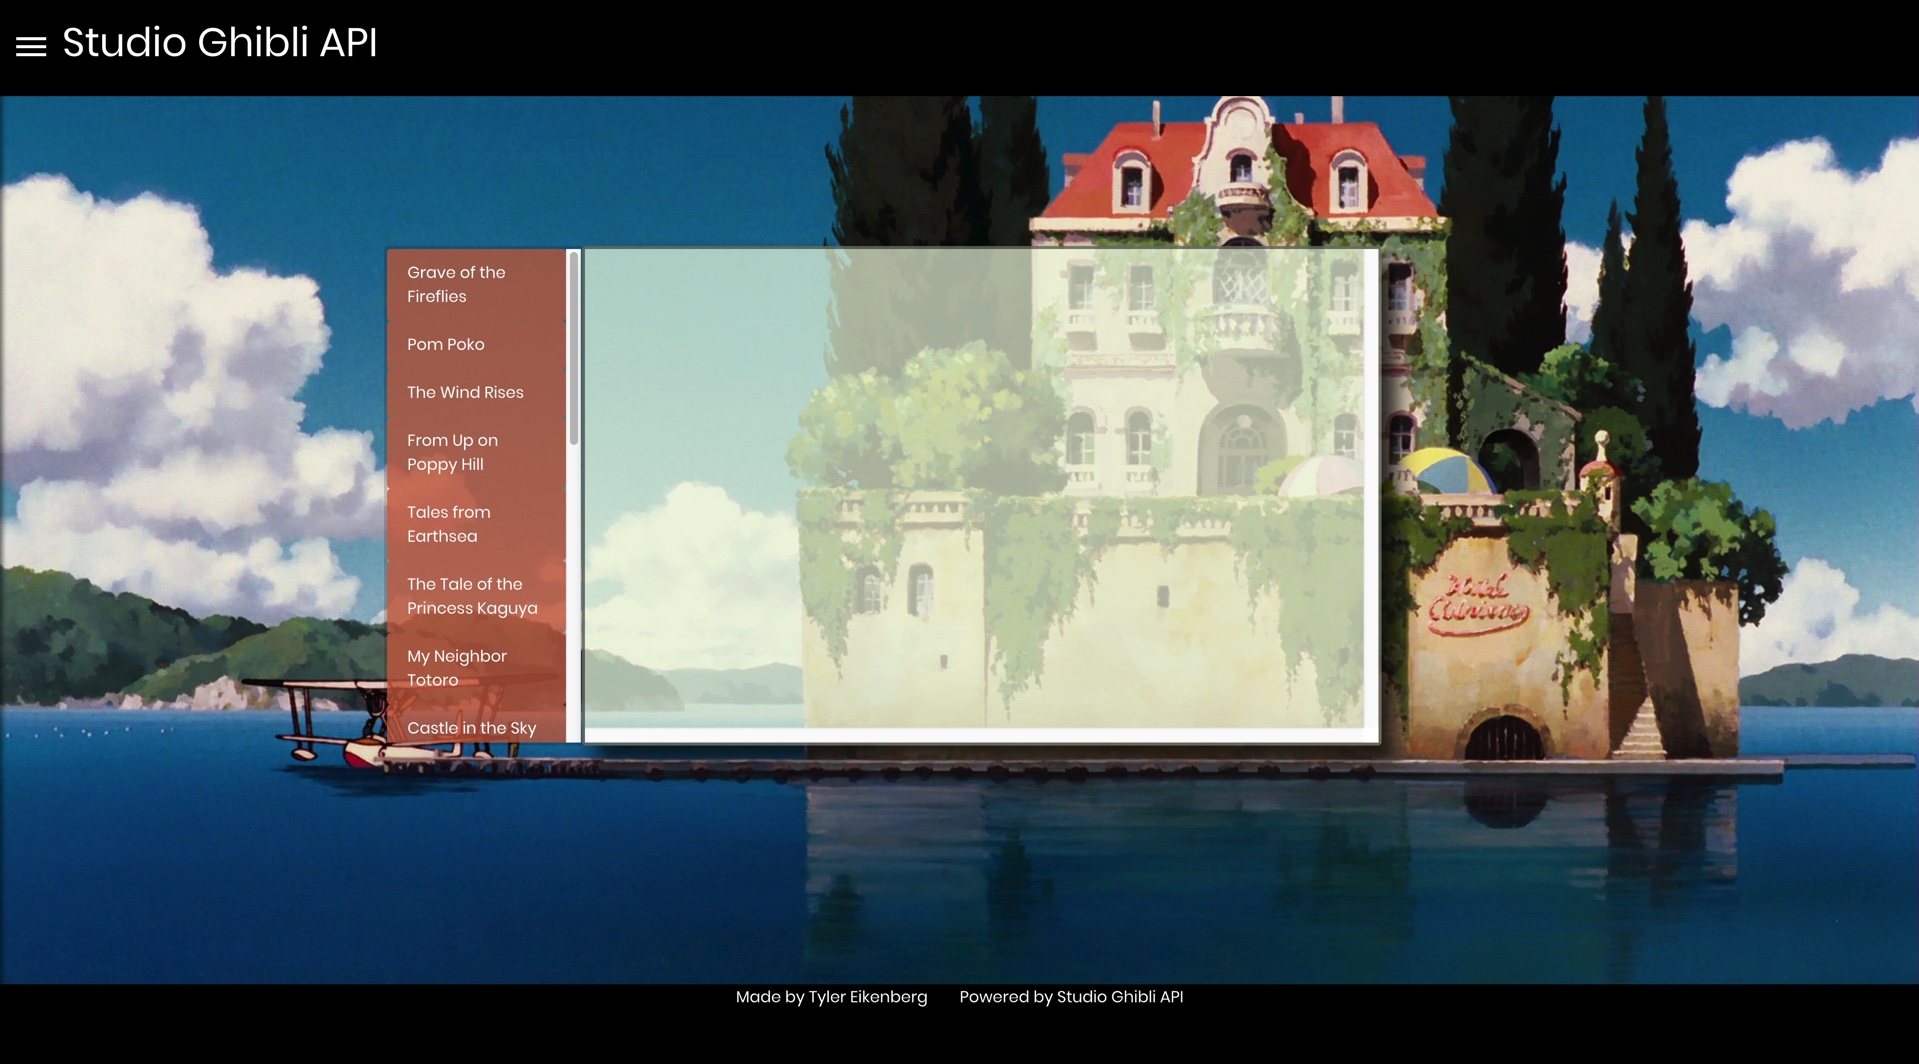 Studio Ghibli API
Grave of the
Fireflies
Pom Poko
The Wind Rises
From Up on
Poppy Hill
Tales from
Earthsea
The Tale of the
Princess Kaguya
My Neighbor
Totoro
Castle in the Sky
Hotel
Made by Tyler Eikenberg
Powered by Studio Ghibli API